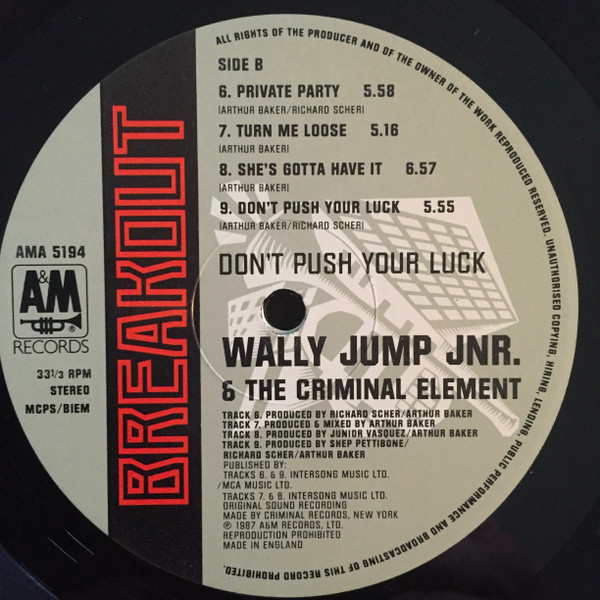 ALL RIGHTS OF THE PRODUCER AND OF THE OWNER OF THE WORK REPRODUCED RESERVED. UNAUTHORISED COPYING, HIRING, LENDING, PUBLIC PERFORMANCE AND BROADCASTING OF THIS RECORD PROHIBITED.
SIDE B
6. PRIVATE PARTY 5.58
(ARTHUR BAKER/RICHARD SCHER)
7. TURN ME LOOSE 5.16
(ARTHUR BAKER)
8. SHE'S GOTTA HAVE IT 6.57
(ARTHUR BAKER)
9. DON'T PUSH YOUR LUCK 5.55
(ARTHUR BAKER/RICHARD SCHER)
BREAKOUT
AMA 5194
A&M
®
RECORDS
33 1/3 RPM
STEREO
MCPS/BIEM
DON'T PUSH YOUR LUCK
WALLY JUMP JNR.
& THE CRIMINAL ELEMENT
TRACK 6. PRODUCED BY RICHARD SCHER/ARTHUR BAKER
TRACK 7. PRODUCED & MIXED BY ARTHUR BAKER
TRACK 8. PRODUCED BY JUNIOR VASQUEZ/ARTHUR BAKER
TRACK 9. PRODUCED BY SHEP PETTIBONE/
RICHARD SCHER/ARTHUR BAKER
PUBLISHED BY:
TRACKS 6. & 9. INTERSONG MUSIC LTD.
/MCA MUSIC LTD.
TRACKS 7. & 8. INTERSONG MUSIC LTD.
ORIGINAL SOUND RECORDING
MADE BY CRIMINAL RECORDS, NEW YORK
℗ 1987 A&M RECORDS, LTD.
REPRODUCTION PROHIBITED
MADE IN ENGLAND